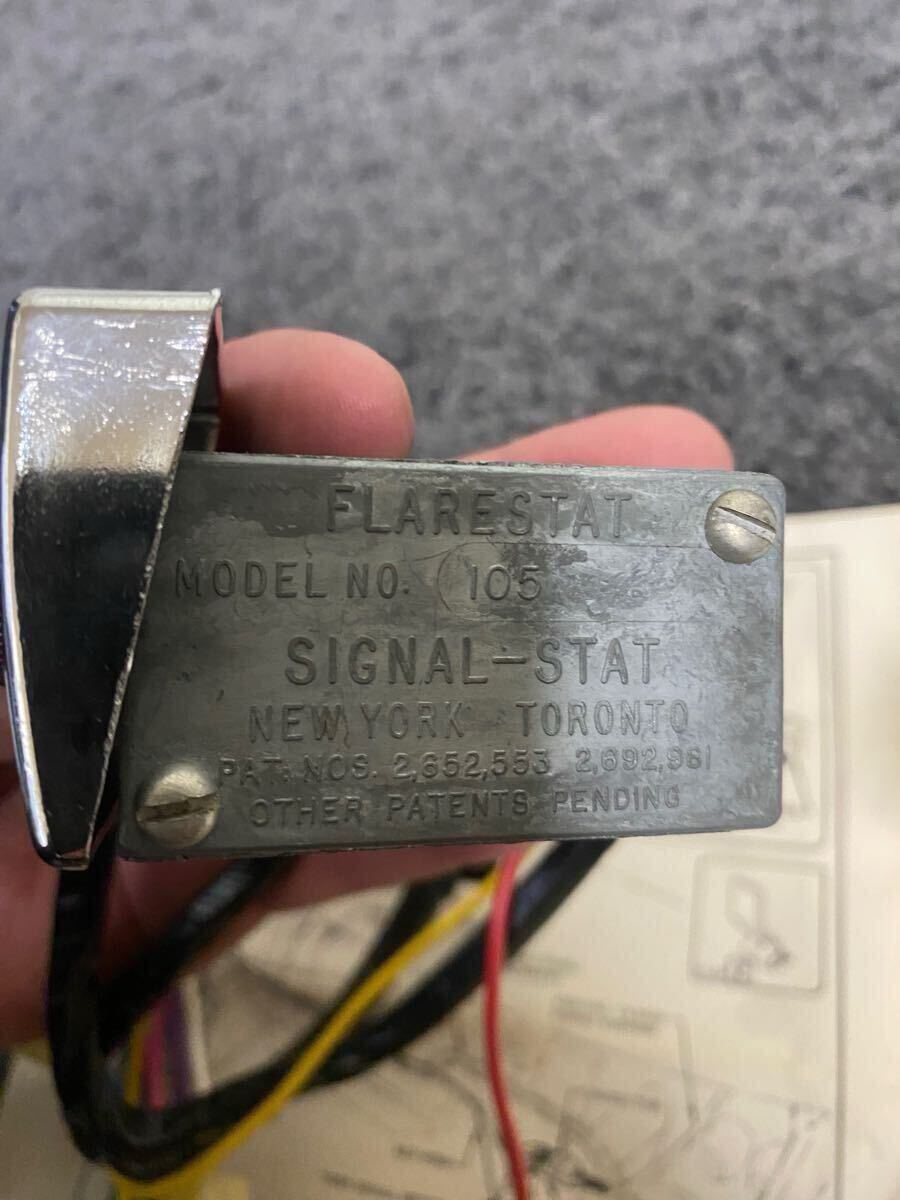 FLARESTAT
MODEL NO. 105
SIGNAL-STAT
NEW YORK TORONTO
PAT. NOS. 2,652,553 2,692,981
OTHER PATENTS PENDING